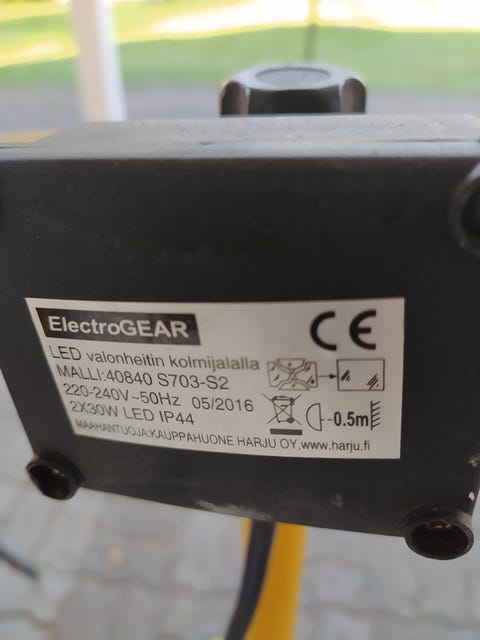 ElectroGEAR
CE
LED valonheitin kolmijalalla
MALLI:40840 S703-S2
220-240V~50Hz 05/2016
2X30W LED IP44
-0.5m
MAAHANTUOJA:KAUPPAHUONE HARJU OY,www.harju.fi